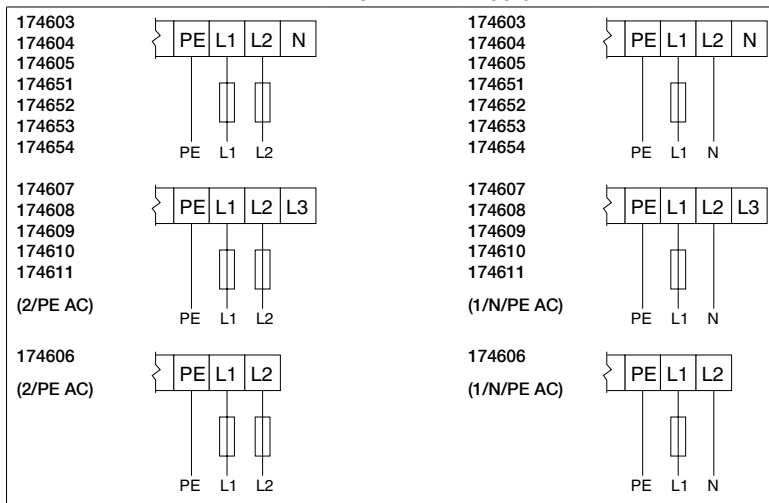 174603
174604
174605
174651
174652
174653
174654
PE L1 L2 N
PE L1 L2
174603
174604
174605
174651
174652
174653
174654
PE L1 L2 N
PE L1 N
174607
174608
174609
174610
174611
(2/PE AC)
PE L1 L2 L3
PE L1 L2
174607
174608
174609
174610
174611
(1/N/PE AC)
PE L1 L2 L3
PE L1 N
174606
(2/PE AC)
PE L1 L2
PE L1 L2
174606
(1/N/PE AC)
PE L1 L2
PE L1 N